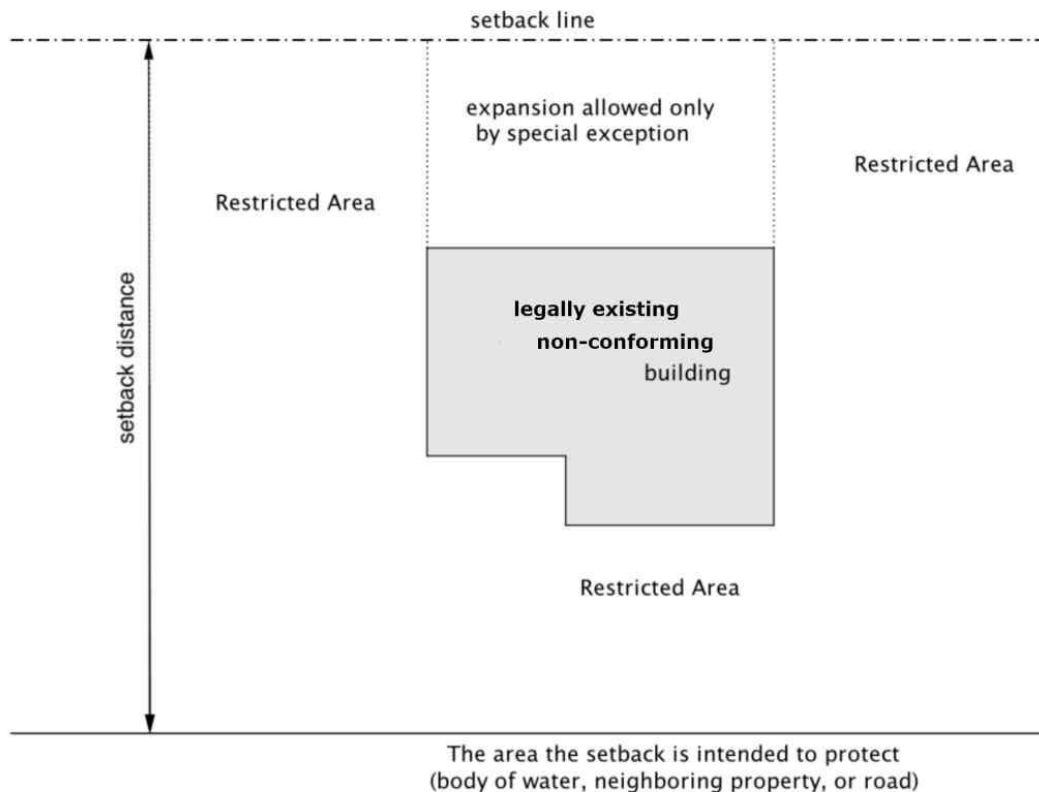 setback line
expansion allowed only
by special exception
Restricted Area
Restricted Area
setback distance
legally existing
non-conforming
building
Restricted Area
The area the setback is intended to protect
(body of water, neighboring property, or road)